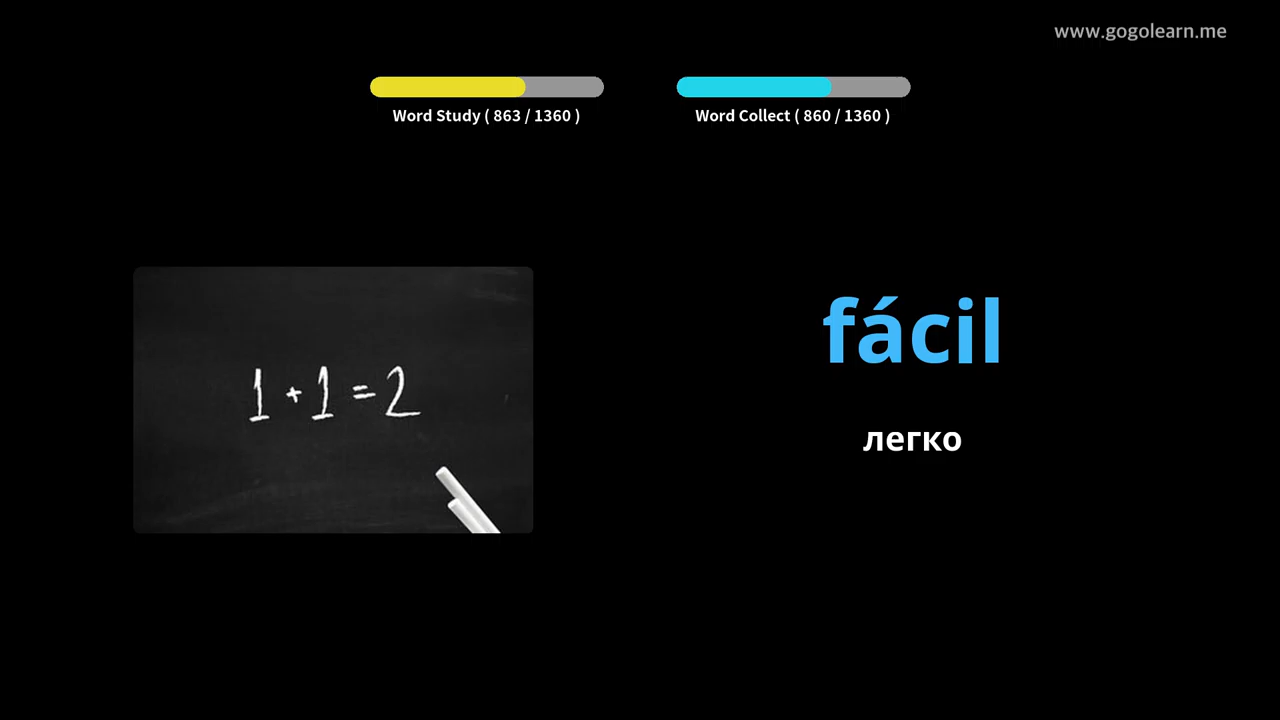 www.gogolearn.me
Word Study ( 863 / 1360 )
Word Collect ( 860 / 1360 )
1 + 1 = 2
fácil
легко